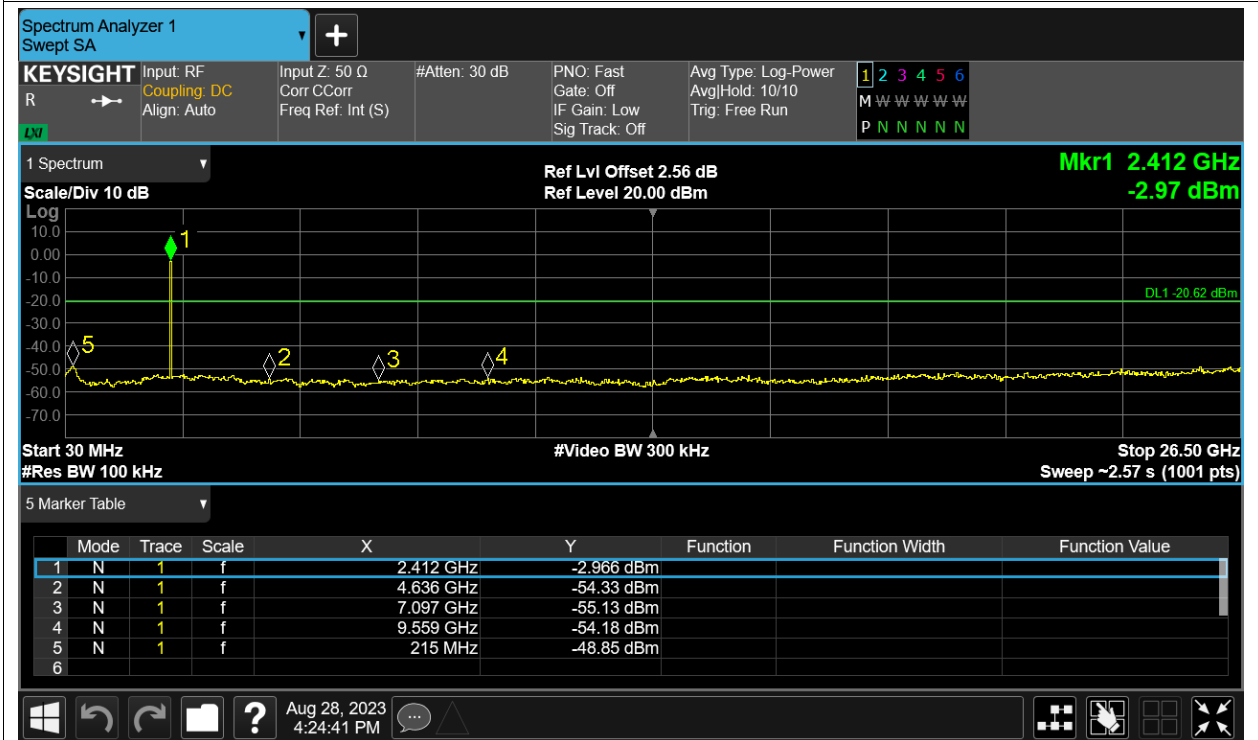 Spectrum Analyzer 1
Swept SA
KEYSIGHT
R
LXI
Input: RF
Coupling: DC
Align: Auto
Input Z: 50 Ω
Corr CCorr
Freq Ref: Int (S)
#Atten: 30 dB
PNO: Fast
Gate: Off
IF Gain: Low
Sig Track: Off
Avg Type: Log-Power
Avg|Hold: 10/10
Trig: Free Run
1 2 3 4 5 6
M W W W W W
P N N N N N
1 Spectrum
Scale/Div 10 dB
Ref Lvl Offset 2.56 dB
Ref Level 20.00 dBm
Mkr1 2.412 GHz
-2.97 dBm
Log
10.0
0.00
-10.0
-20.0
-30.0
-40.0
-50.0
-60.0
-70.0
1
DL1 -20.62 dBm
5
2
3
4
Start 30 MHz
#Res BW 100 kHz
#Video BW 300 kHz
Stop 26.50 GHz
Sweep ~2.57 s (1001 pts)
5 Marker Table
Mode Trace Scale X Y Function Function Width Function Value
1 N 1 f 2.412 GHz -2.966 dBm
2 N 1 f 4.636 GHz -54.33 dBm
3 N 1 f 7.097 GHz -55.13 dBm
4 N 1 f 9.559 GHz -54.18 dBm
5 N 1 f 215 MHz -48.85 dBm
6
?
Aug 28, 2023
4:24:41 PM